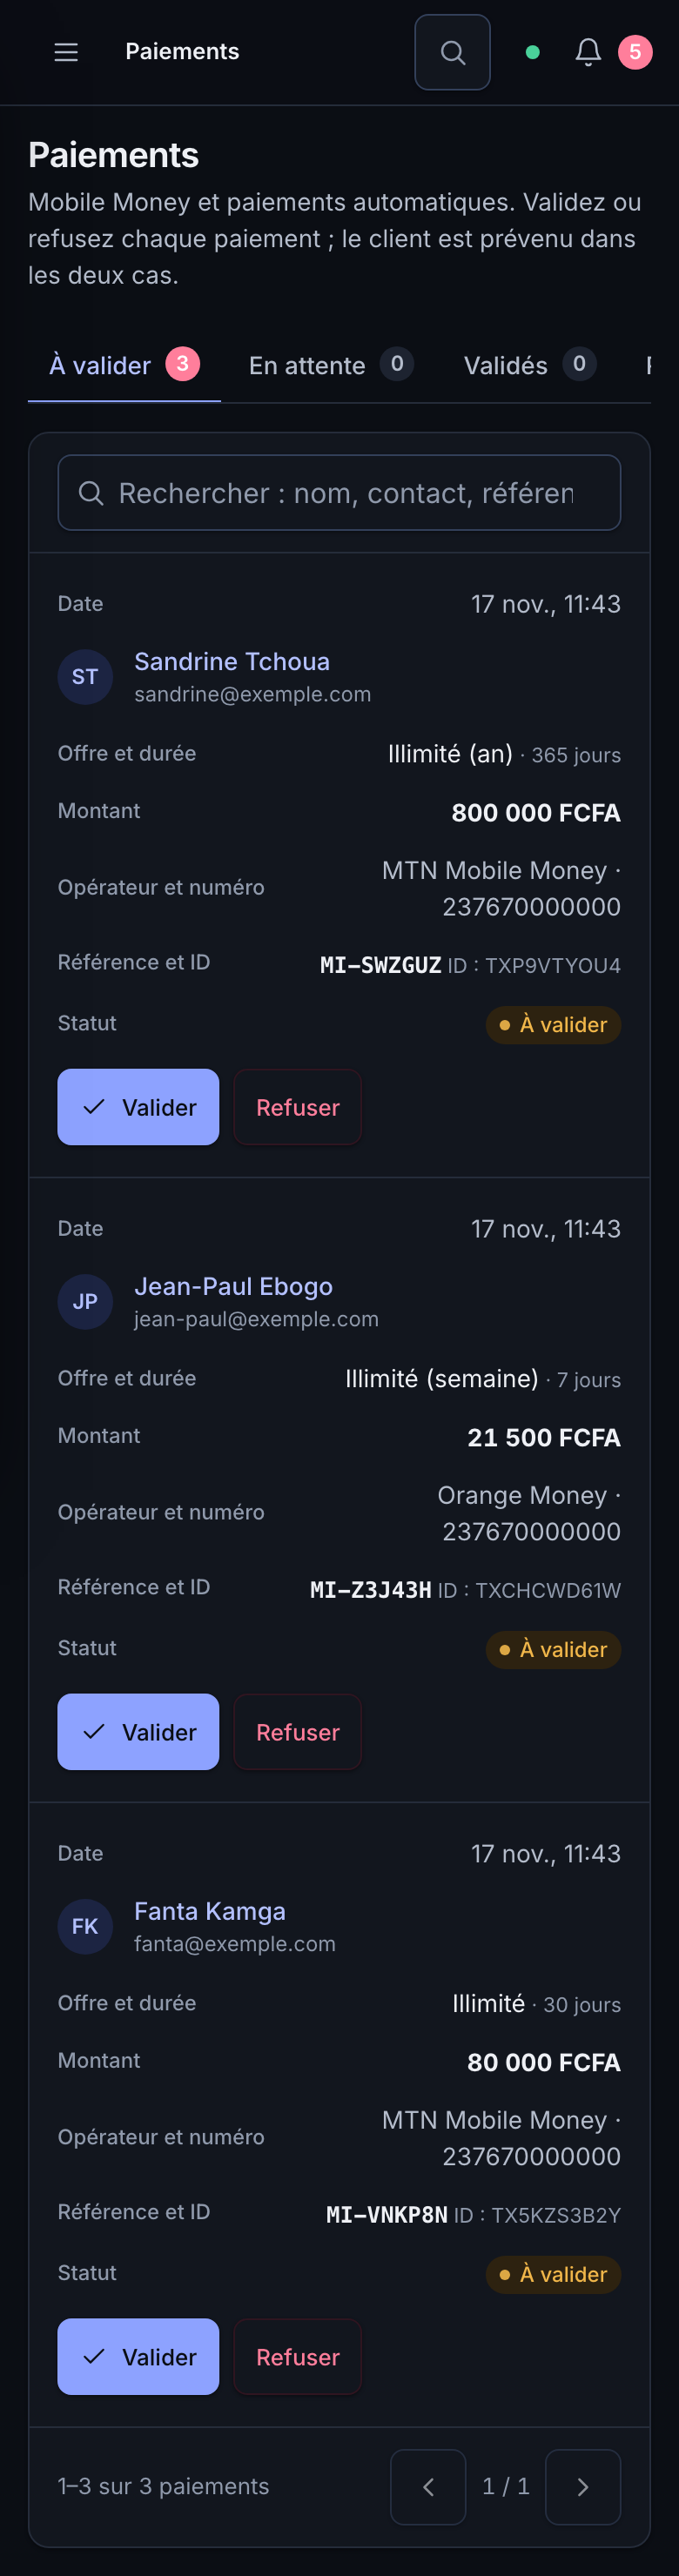 Paiements
5
Paiements
Mobile Money et paiements automatiques. Validez ou
refusez chaque paiement ; le client est prévenu dans
les deux cas.
À valider 3 En attente 0 Validés 0
Rechercher : nom, contact, référen
Date 17 nov., 11:43
ST Sandrine Tchoua
sandrine@exemple.com
Offre et durée Illimité (an) · 365 jours
Montant 800 000 FCFA
Opérateur et numéro MTN Mobile Money ·
237670000000
Référence et ID MI-SWZGUZ ID : TXP9VTYOU4
Statut À valider
Valider Refuser
Date 17 nov., 11:43
JP Jean-Paul Ebogo
jean-paul@exemple.com
Offre et durée Illimité (semaine) · 7 jours
Montant 21 500 FCFA
Opérateur et numéro Orange Money ·
237670000000
Référence et ID MI-Z3J43H ID : TXCHCWD61W
Statut À valider
Valider Refuser
Date 17 nov., 11:43
FK Fanta Kamga
fanta@exemple.com
Offre et durée Illimité · 30 jours
Montant 80 000 FCFA
Opérateur et numéro MTN Mobile Money ·
237670000000
Référence et ID MI-VNKP8N ID : TX5KZS3B2Y
Statut À valider
Valider Refuser
1–3 sur 3 paiements 1 / 1